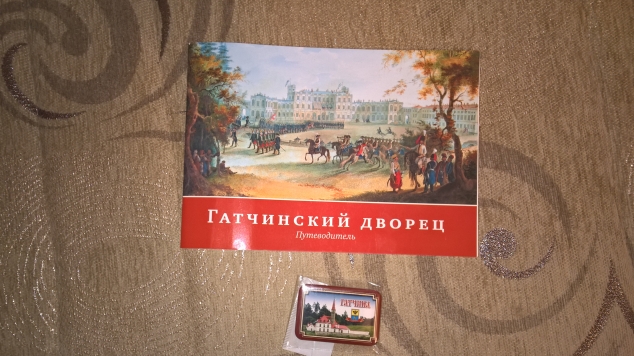 Гатчинский дворец
Путеводитель
ГАТЧИНА